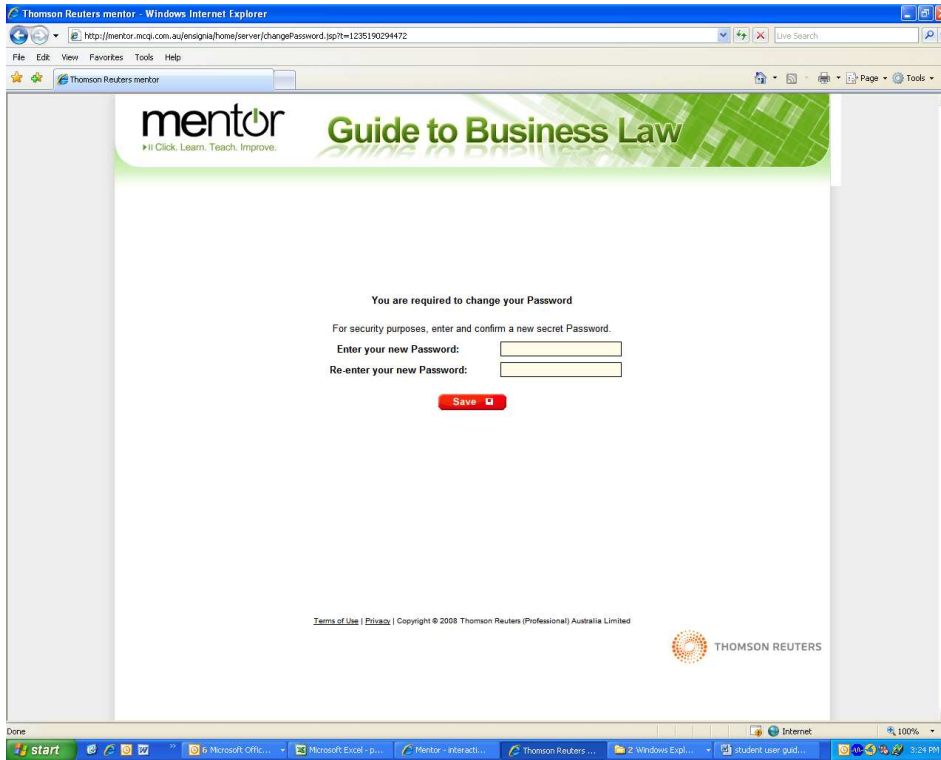 Thomson Reuters mentor - Windows Internet Explorer
http://mentor.mcqi.com.au/ensignia/home/server/changePassword.jsp?t=1235190294472
Live Search
File Edit View Favorites Tools Help
Thomson Reuters mentor
Page Tools
mentor
Click. Learn. Teach. Improve.
Guide to Business Law
You are required to change your Password
For security purposes, enter and confirm a new secret Password.
Enter your new Password:
Re-enter your new Password:
Save
Terms of Use | Privacy | Copyright © 2008 Thomson Reuters (Professional) Australia Limited
THOMSON REUTERS
Done
Internet
100%
start
6 Microsoft Offic...
Microsoft Excel - p...
Mentor - interacti...
Thomson Reuters ...
2 Windows Expl...
student user guid...
3:24 PM